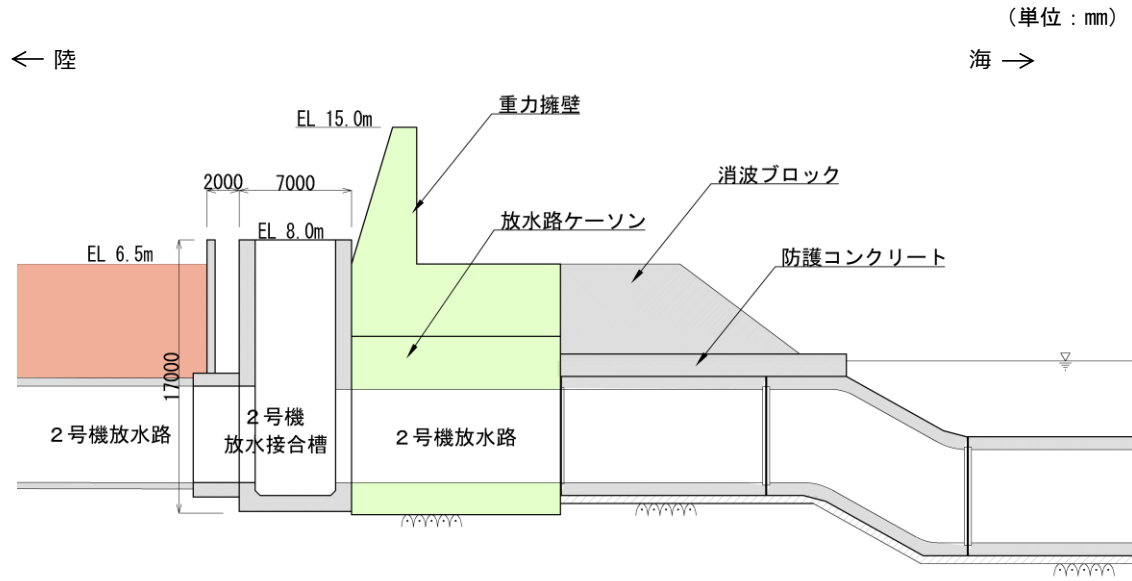 (単位：mm)
← 陸
海 →
重力擁壁
EL 15.0m
消波ブロック
2000
7000
放水路ケーソン
EL 8.0m
EL 6.5m
防護コンクリート
17000
２号機放水路
２号機
放水接合槽
２号機放水路